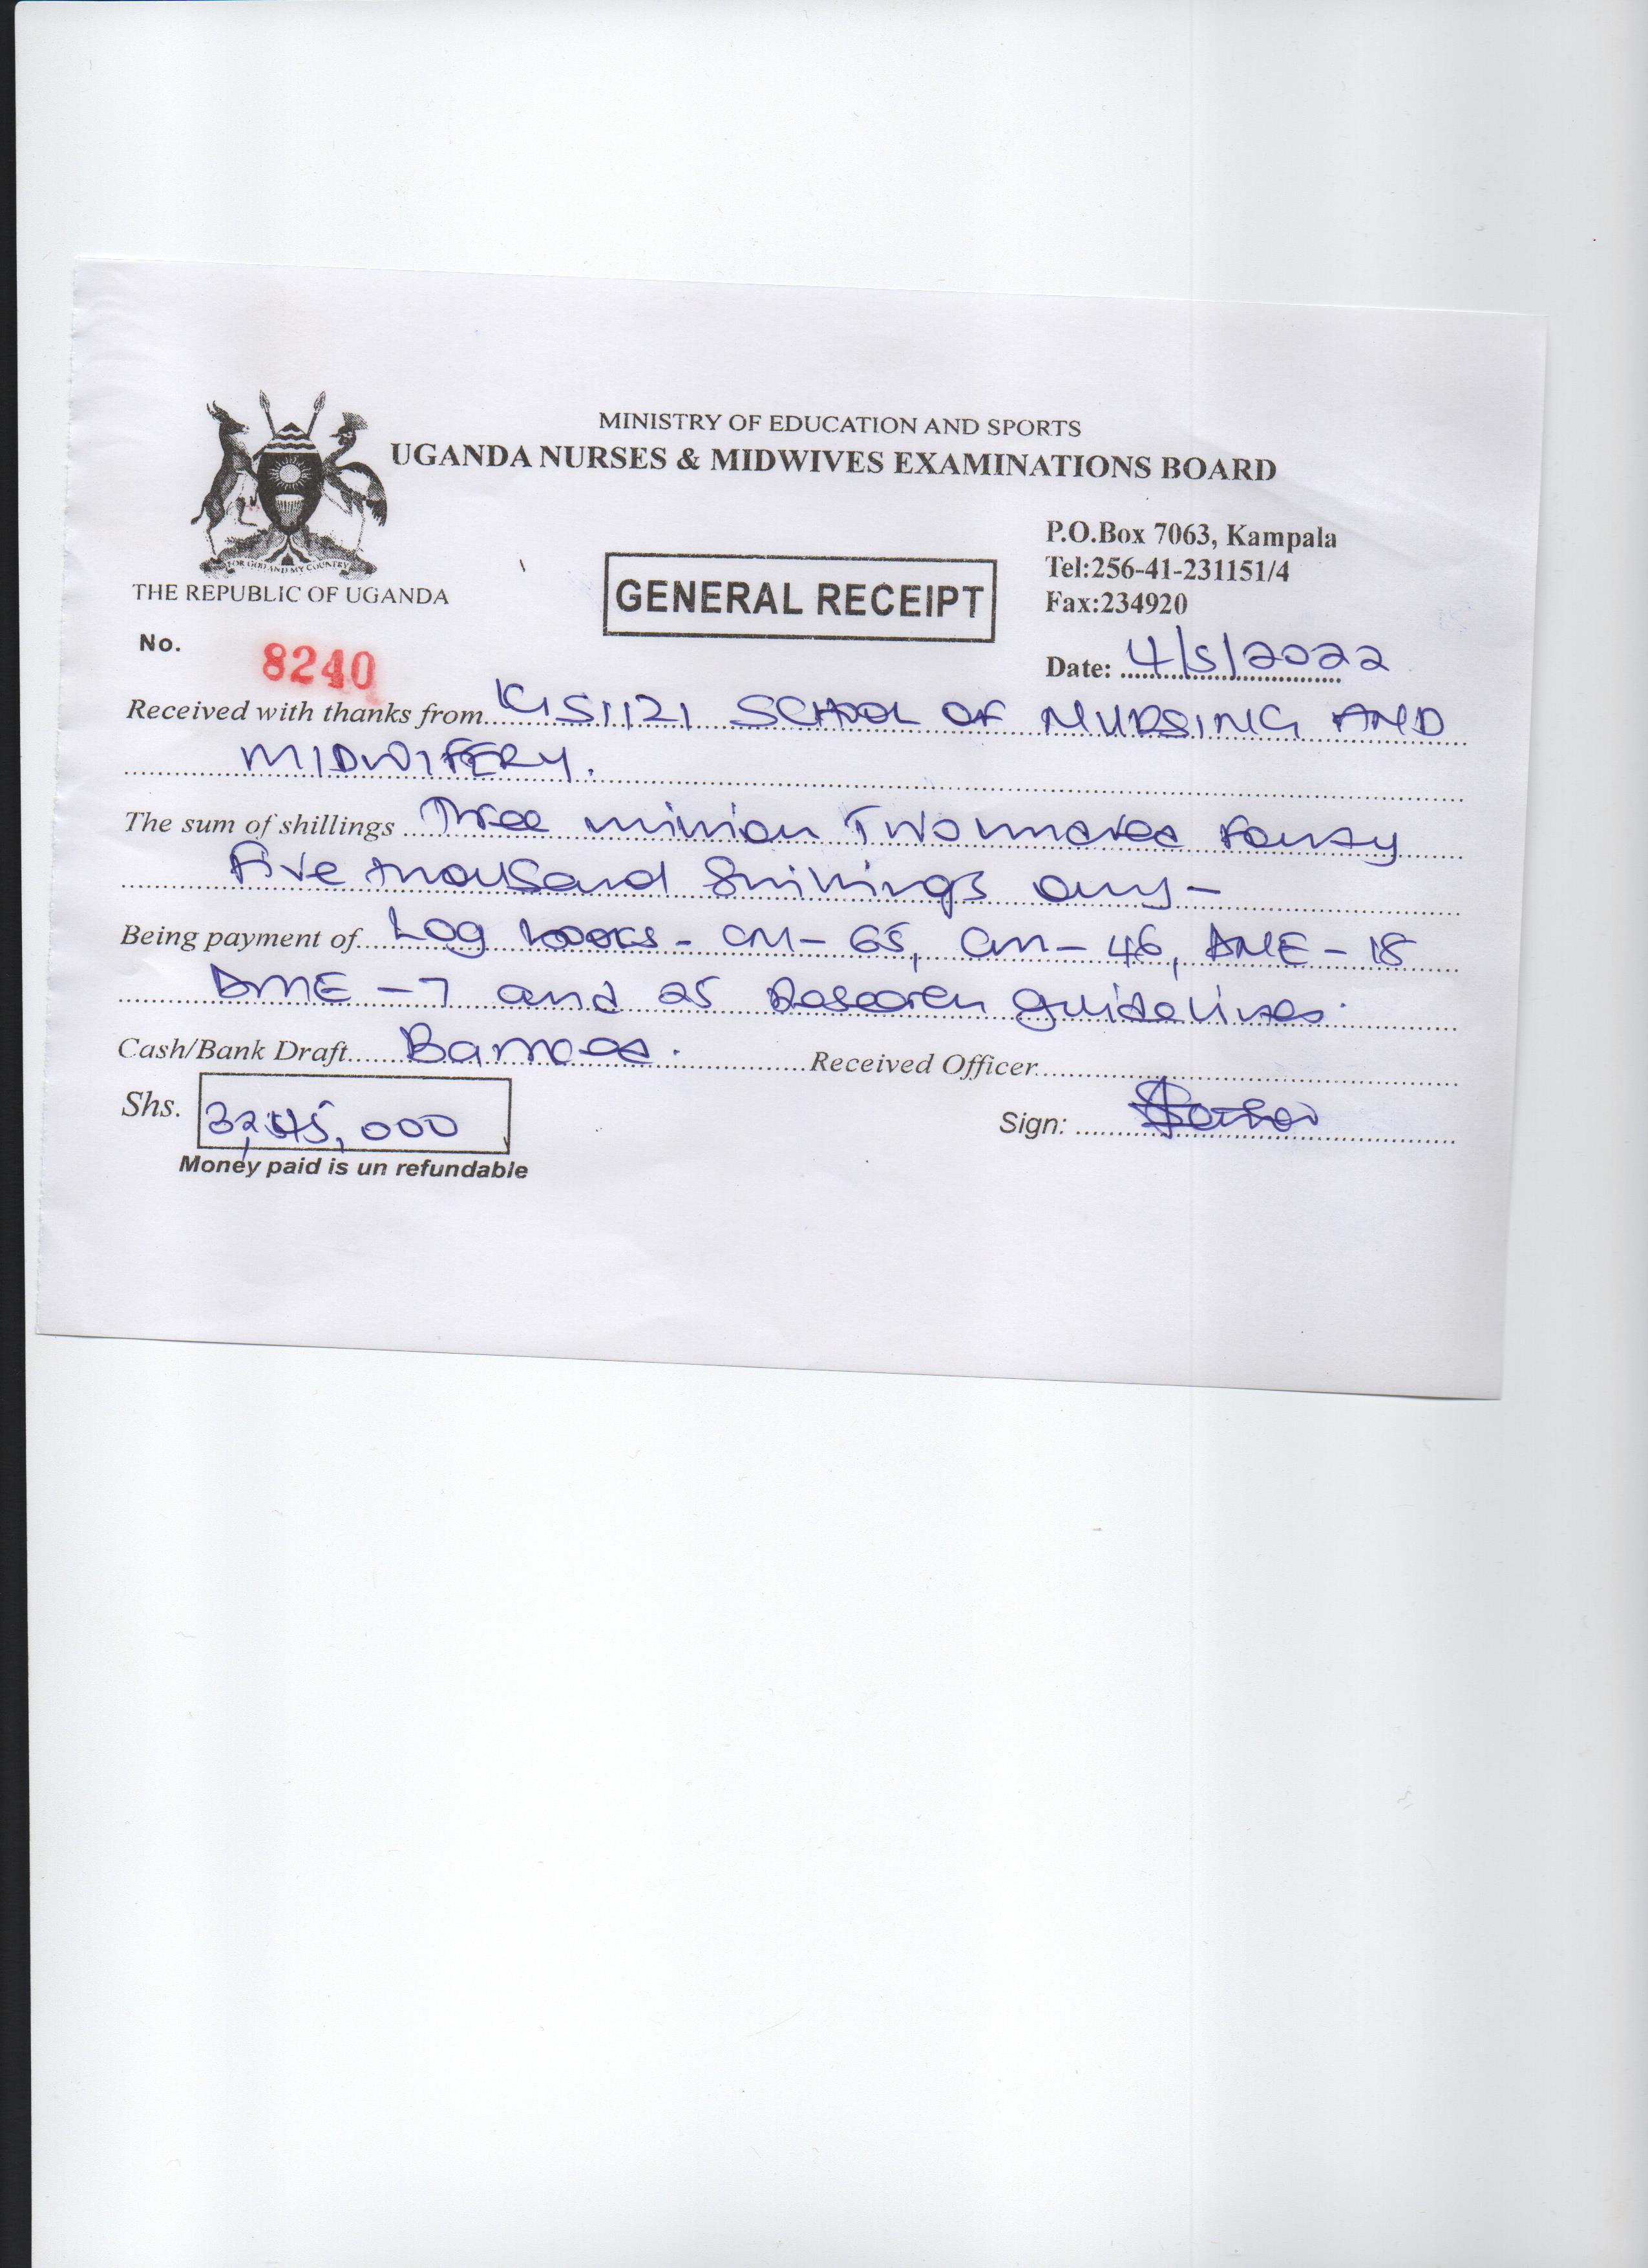 MINISTRY OF EDUCATION AND SPORTS
UGANDA NURSES & MIDWIVES EXAMINATIONS BOARD
FOR GOD AND MY COUNTRY
THE REPUBLIC OF UGANDA
P.O.Box 7063, Kampala
Tel:256-41-231151/4
Fax:234920
GENERAL RECEIPT
No. 8240
Date: 4/5/2022
Received with thanks from KISIIZI SCHOOL OF NURSING AND
MIDWIFERY.
The sum of shillings Three million Two hundred Fourty
Five thousand Shillings only-
Being payment of Log books - CN- 65, CM- 46, DNE - 18
DME - 7 and 25 Research guidelines.
Cash/Bank Draft Banked. Received Officer
Shs. 3,245,000
Sign:
Money paid is un refundable